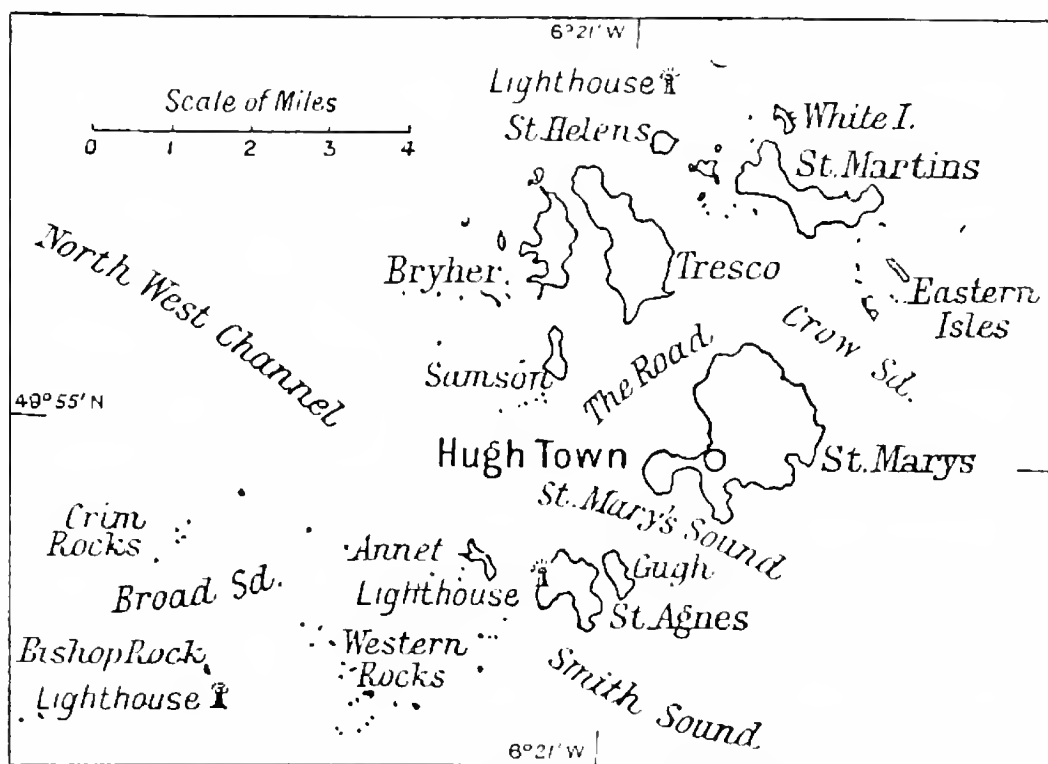 6°21' W
Lighthouse
Scale of Miles
0 1 2 3 4
St. Helens
White I.
St. Martins
North West Channel
Bryher
Tresco
Eastern
Isles
Crow Sd.
The Road
Samson
49°55' N
Hugh Town
St. Marys
St. Mary's Sound
Crim
Rocks
Annet
Gugh
Broad Sd.
Lighthouse
St. Agnes
Bishop Rock
Lighthouse
Western
Rocks
Smith Sound
6°21' W